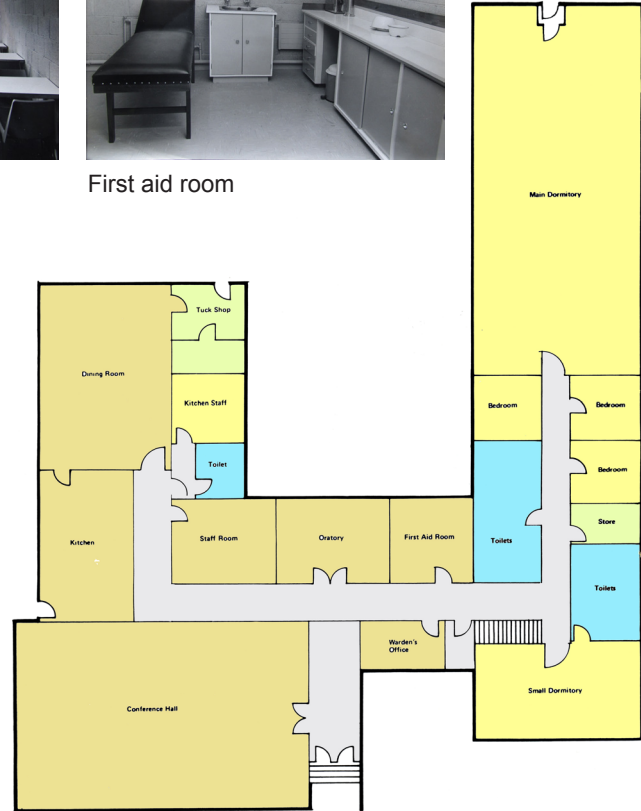 First aid room
Main Dormitory
Tuck Shop
Dining Room
Kitchen Staff
Bedroom
Bedroom
Toilet
Bedroom
Kitchen
Staff Room
Oratory
First Aid Room
Toilets
Store
Toilets
Warden's
Office
Small Dormitory
Conference Hall